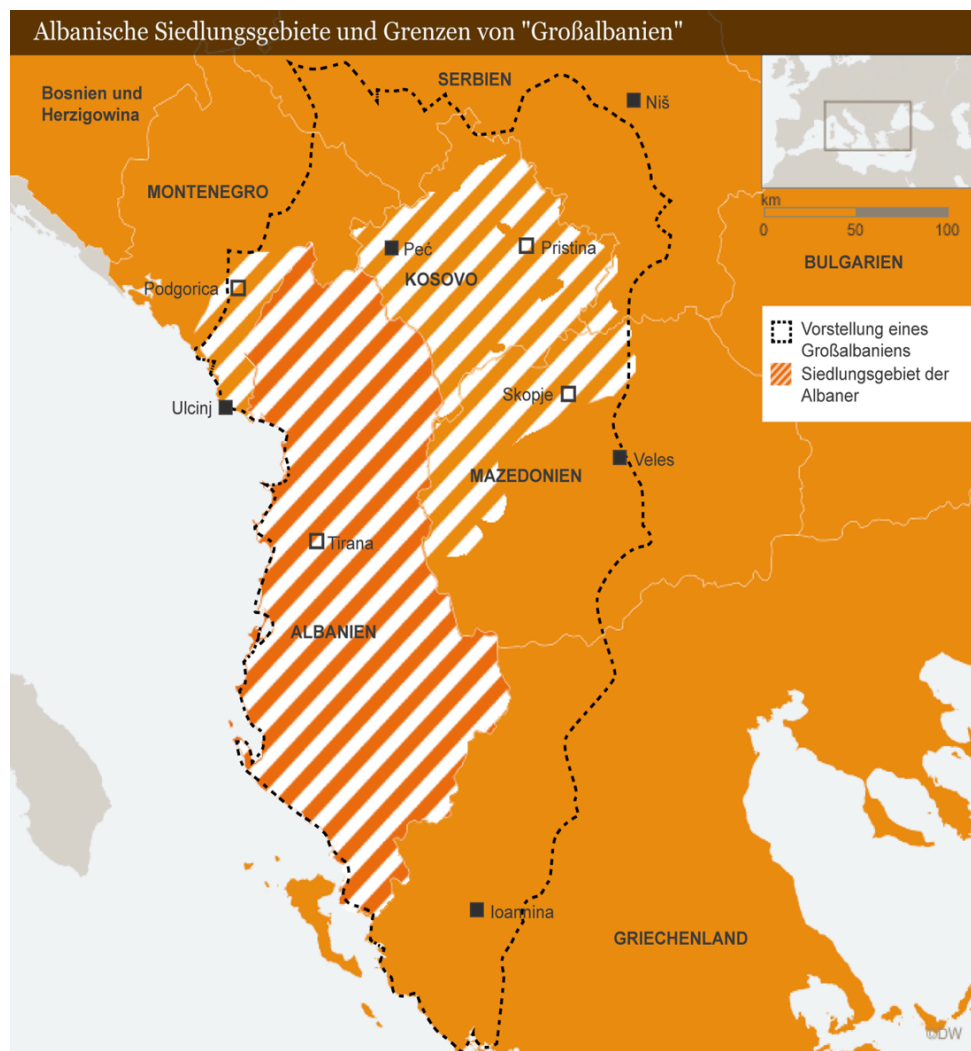 Albanische Siedlungsgebiete und Grenzen von "Großalbanien"
SERBIEN
Bosnien und
Herzigowina
Niš
MONTENEGRO
km
0 50 100
Peć
Pristina
KOSOVO
BULGARIEN
Podgorica
Vorstellung eines
Großalbaniens
Siedlungsgebiet der
Albaner
Skopje
Ulcinj
Veles
MAZEDONIEN
Tirana
ALBANIEN
Ioannina
GRIECHENLAND
©DW